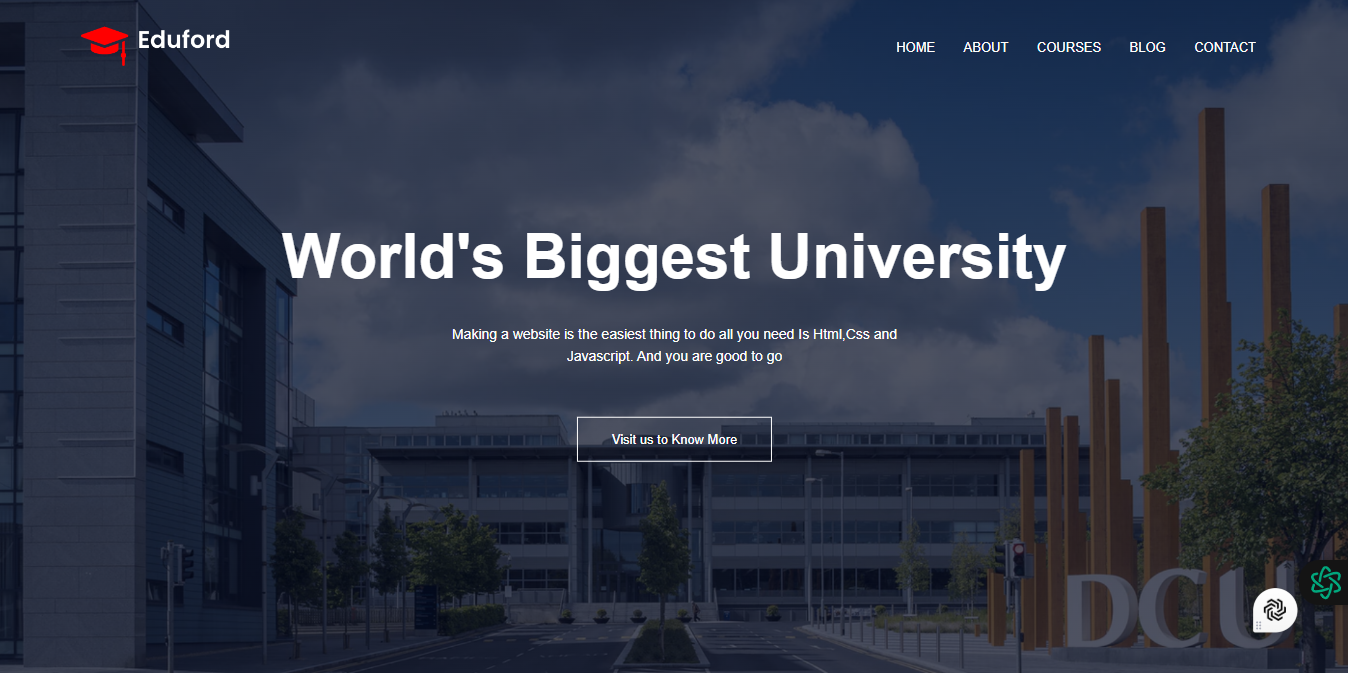 Eduford
HOME ABOUT COURSES BLOG CONTACT
World's Biggest University
Making a website is the easiest thing to do all you need Is Html,Css and
Javascript. And you are good to go
Visit us to Know More
DCU